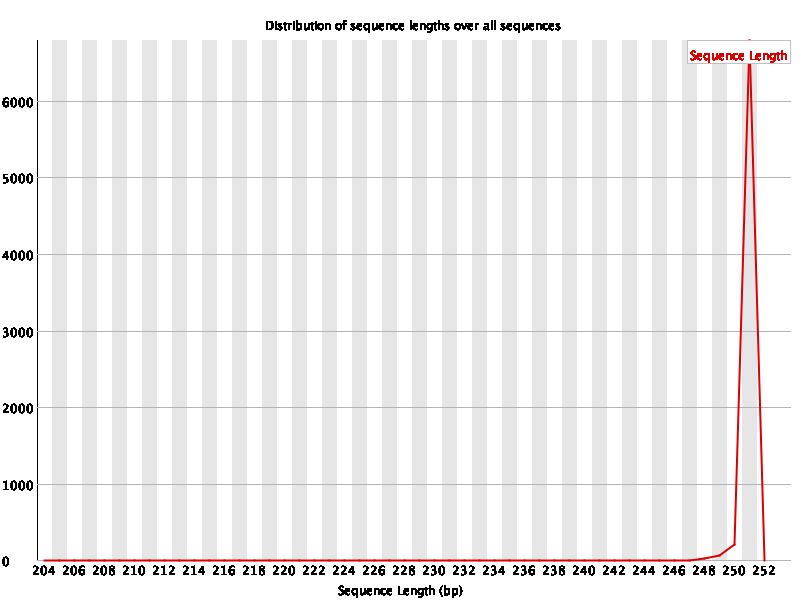 Distribution of sequence lengths over all sequences
Sequence Length
6000
5000
4000
3000
2000
1000
0
204 206 208 210 212 214 216 218 220 222 224 226 228 230 232 234 236 238 240 242 244 246 248 250 252
Sequence Length (bp)